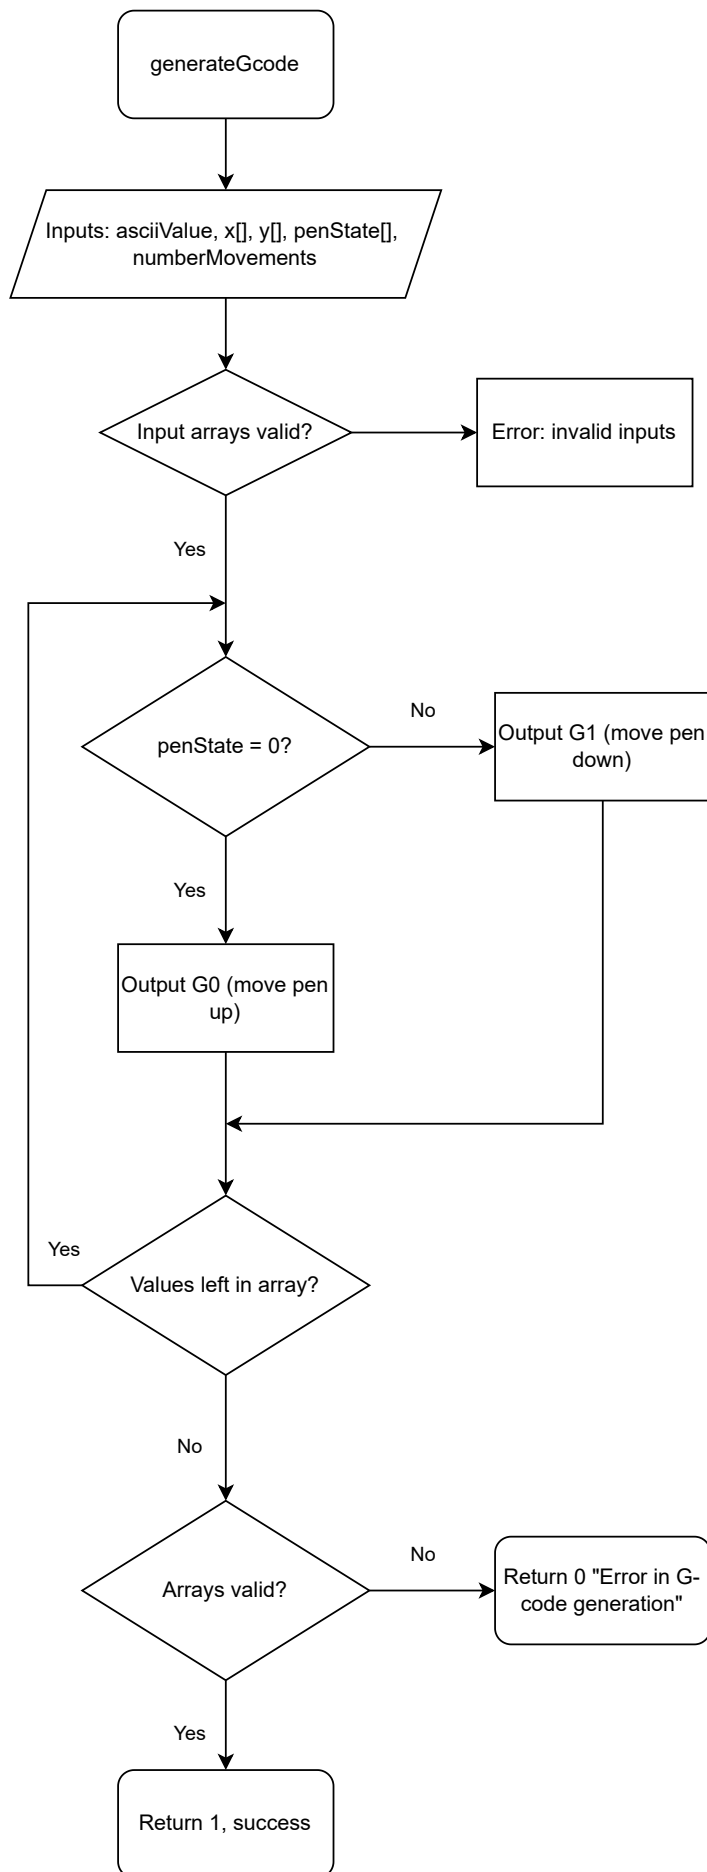 generateGcode
Inputs: asciiValue, x[], y[], penState[],
numberMovements
Input arrays valid?
Error: invalid inputs
Yes
penState = 0?
No
Output G1 (move pen
down)
Yes
Output G0 (move pen
up)
Yes
Values left in array?
No
Arrays valid?
No
Return 0 "Error in G-
code generation"
Yes
Return 1, success